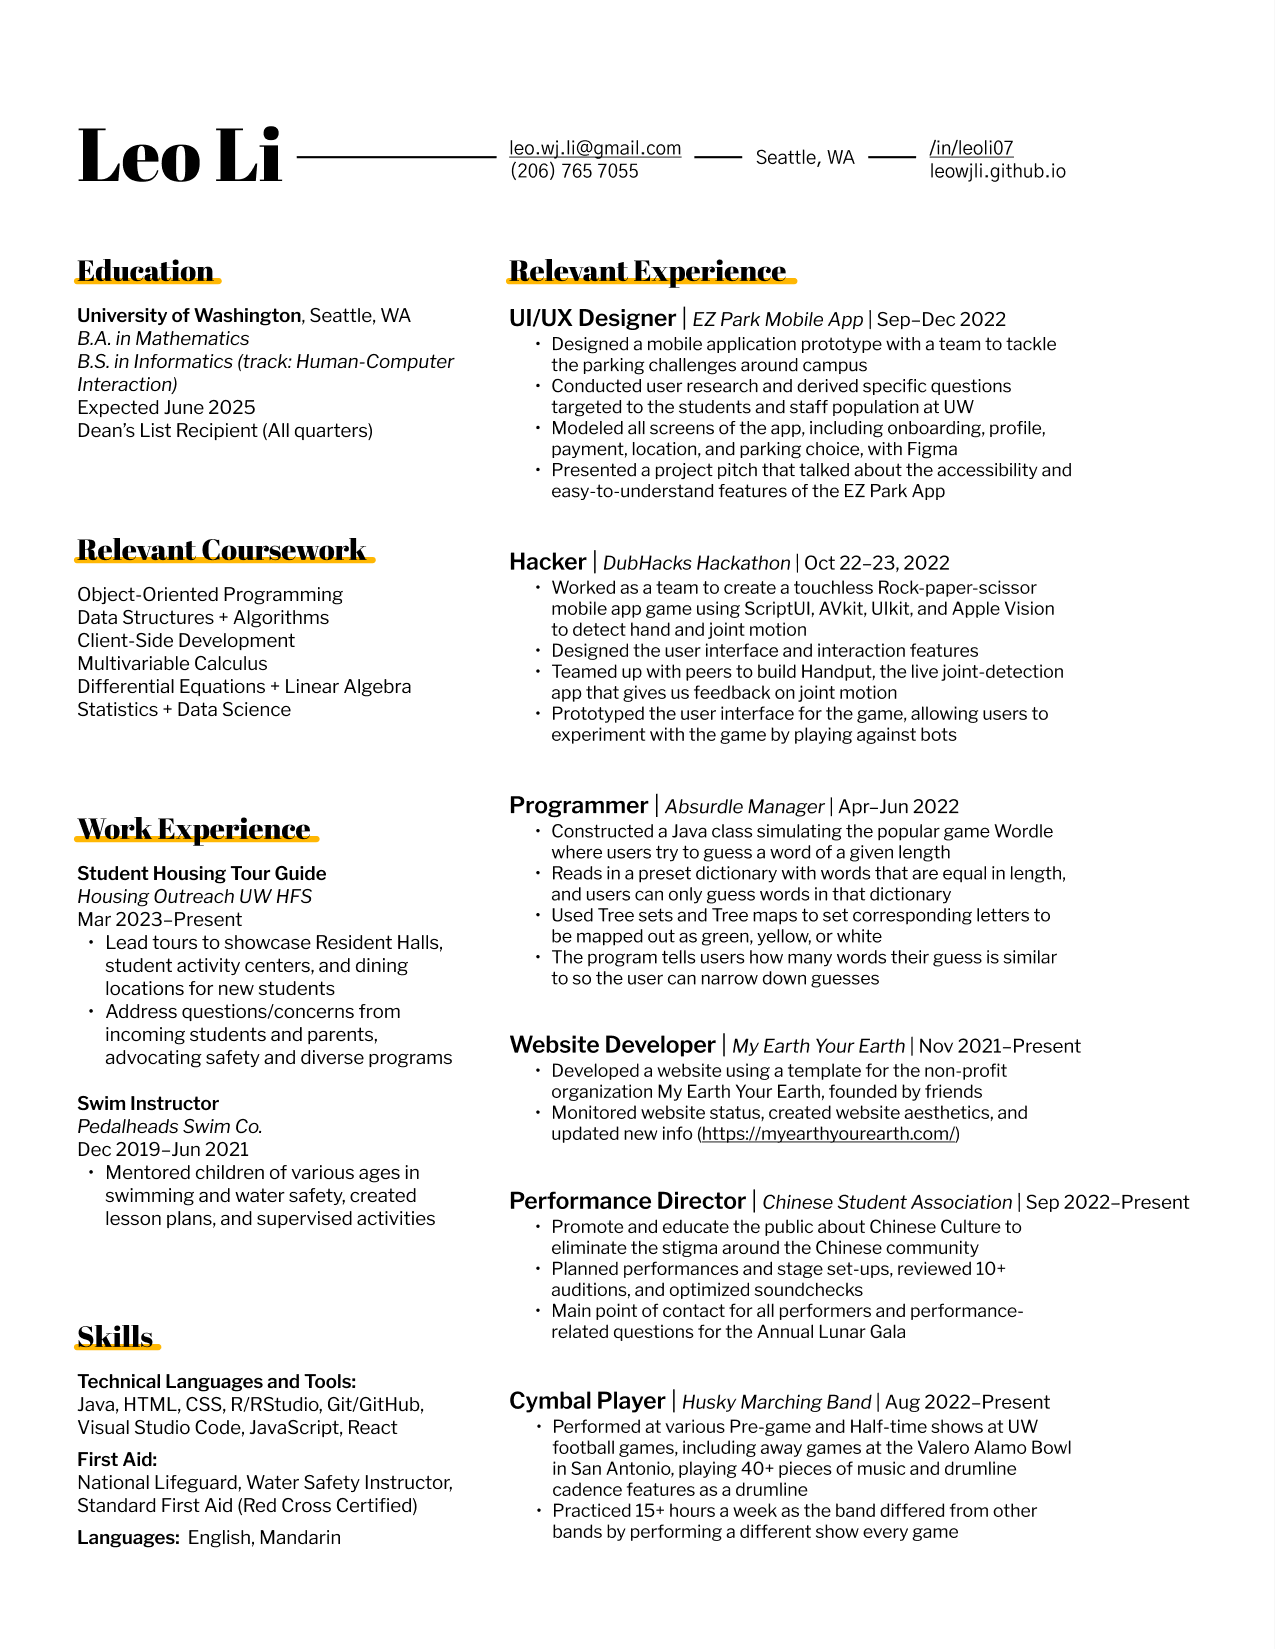 Leo Li
leo.wj.li@gmail.com
(206) 765 7055
Seattle, WA
/in/leoli07
leowjli.github.io
Education
University of Washington, Seattle, WA
B.A. in Mathematics
B.S. in Informatics (track: Human-Computer
Interaction)
Expected June 2025
Dean's List Recipient (All quarters)
Relevant Coursework
Object-Oriented Programming
Data Structures + Algorithms
Client-Side Development
Multivariable Calculus
Differential Equations + Linear Algebra
Statistics + Data Science
Work Experience
Student Housing Tour Guide
Housing Outreach UW HFS
Mar 2023–Present
• Lead tours to showcase Resident Halls,
student activity centers, and dining
locations for new students
• Address questions/concerns from
incoming students and parents,
advocating safety and diverse programs
Swim Instructor
Pedalheads Swim Co.
Dec 2019–Jun 2021
• Mentored children of various ages in
swimming and water safety, created
lesson plans, and supervised activities
Skills
Technical Languages and Tools:
Java, HTML, CSS, R/RStudio, Git/GitHub,
Visual Studio Code, JavaScript, React
First Aid:
National Lifeguard, Water Safety Instructor,
Standard First Aid (Red Cross Certified)
Languages: English, Mandarin
Relevant Experience
UI/UX Designer | EZ Park Mobile App | Sep–Dec 2022
• Designed a mobile application prototype with a team to tackle
the parking challenges around campus
• Conducted user research and derived specific questions
targeted to the students and staff population at UW
• Modeled all screens of the app, including onboarding, profile,
payment, location, and parking choice, with Figma
• Presented a project pitch that talked about the accessibility and
easy-to-understand features of the EZ Park App
Hacker | DubHacks Hackathon | Oct 22–23, 2022
• Worked as a team to create a touchless Rock-paper-scissor
mobile app game using ScriptUI, AVkit, UIkit, and Apple Vision
to detect hand and joint motion
• Designed the user interface and interaction features
• Teamed up with peers to build Handput, the live joint-detection
app that gives us feedback on joint motion
• Prototyped the user interface for the game, allowing users to
experiment with the game by playing against bots
Programmer | Absurdle Manager | Apr–Jun 2022
• Constructed a Java class simulating the popular game Wordle
where users try to guess a word of a given length
• Reads in a preset dictionary with words that are equal in length,
and users can only guess words in that dictionary
• Used Tree sets and Tree maps to set corresponding letters to
be mapped out as green, yellow, or white
• The program tells users how many words their guess is similar
to so the user can narrow down guesses
Website Developer | My Earth Your Earth | Nov 2021–Present
• Developed a website using a template for the non-profit
organization My Earth Your Earth, founded by friends
• Monitored website status, created website aesthetics, and
updated new info (https://myearthyourearth.com/)
Performance Director | Chinese Student Association | Sep 2022–Present
• Promote and educate the public about Chinese Culture to
eliminate the stigma around the Chinese community
• Planned performances and stage set-ups, reviewed 10+
auditions, and optimized soundchecks
• Main point of contact for all performers and performance-
related questions for the Annual Lunar Gala
Cymbal Player | Husky Marching Band | Aug 2022–Present
• Performed at various Pre-game and Half-time shows at UW
football games, including away games at the Valero Alamo Bowl
in San Antonio, playing 40+ pieces of music and drumline
cadence features as a drumline
• Practiced 15+ hours a week as the band differed from other
bands by performing a different show every game